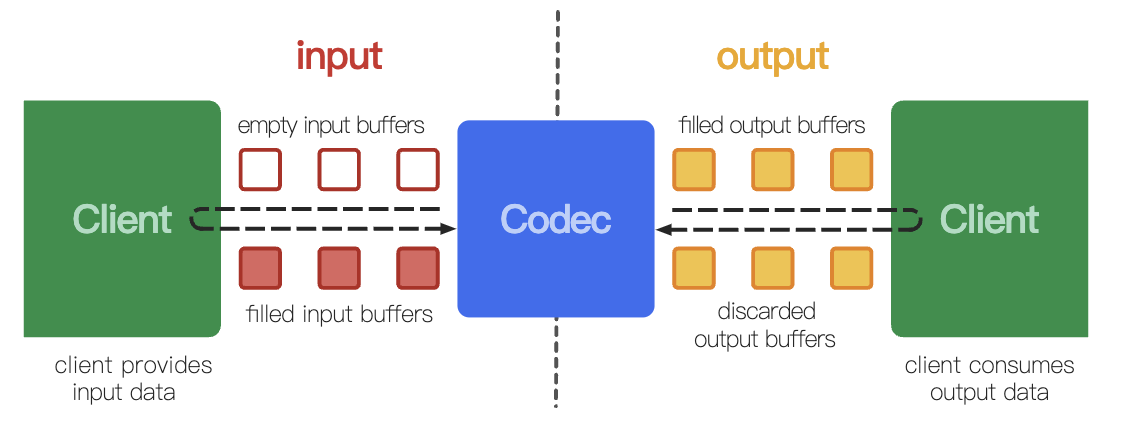 input
output
empty input buffers
filled output buffers
Client
Codec
Client
filled input buffers
discarded
output buffers
client provides
input data
client consumes
output data